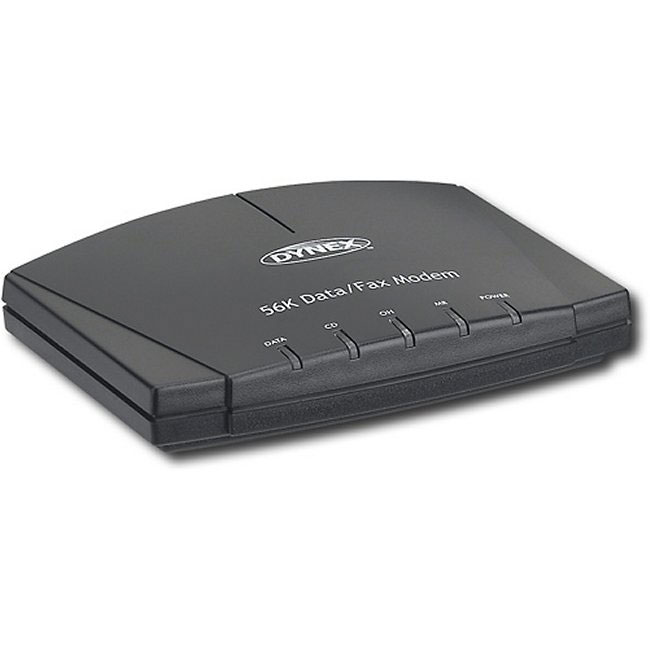 DYNEX
56K Data/Fax Modem
DATA CD OH MR POWER